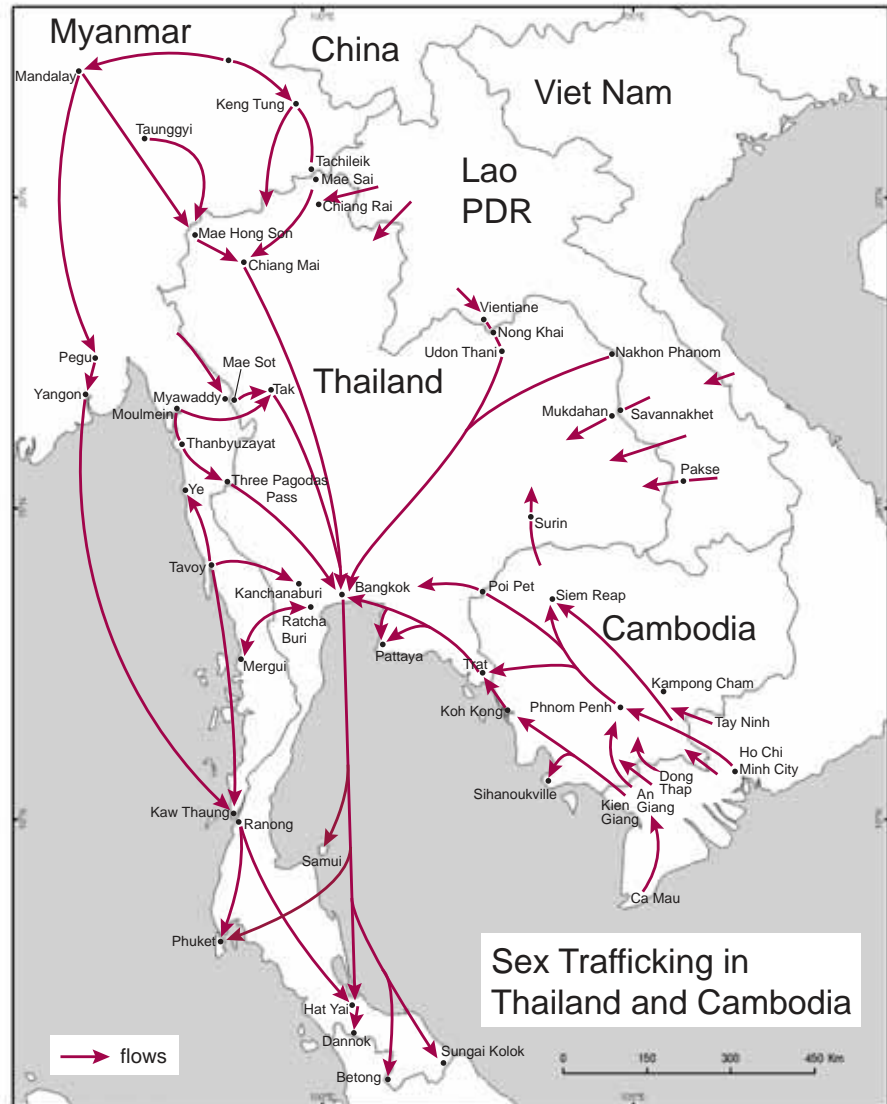 Myanmar
China
Viet Nam
Mandalay
Keng Tung
Taunggyi
Tachileik
Mae Sai
Lao
PDR
Chiang Rai
Mae Hong Son
Chiang Mai
Vientiane
Nong Khai
Udon Thani
Nakhon Phanom
Pegu
Mae Sot
Thailand
Yangon
Myawaddy
Tak
Moulmein
Mukdahan
Savannakhet
Thanbyuzayat
Three Pagodas
Pass
Pakse
Ye
Surin
Tavoy
Kanchanaburi
Bangkok
Poi Pet
Siem Reap
Ratcha
Buri
Cambodia
Mergui
Pattaya
Trat
Kampong Cham
Koh Kong
Phnom Penh
Tay Ninh
Ho Chi
Minh City
Sihanoukville
Dong
Thap
An
Giang
Kien
Giang
Kaw Thaung
Ranong
Samui
Ca Mau
Phuket
Sex Trafficking in
Thailand and Cambodia
Hat Yai
Dannok
flows
Sungai Kolok
Betong
0 150 300 450 Km